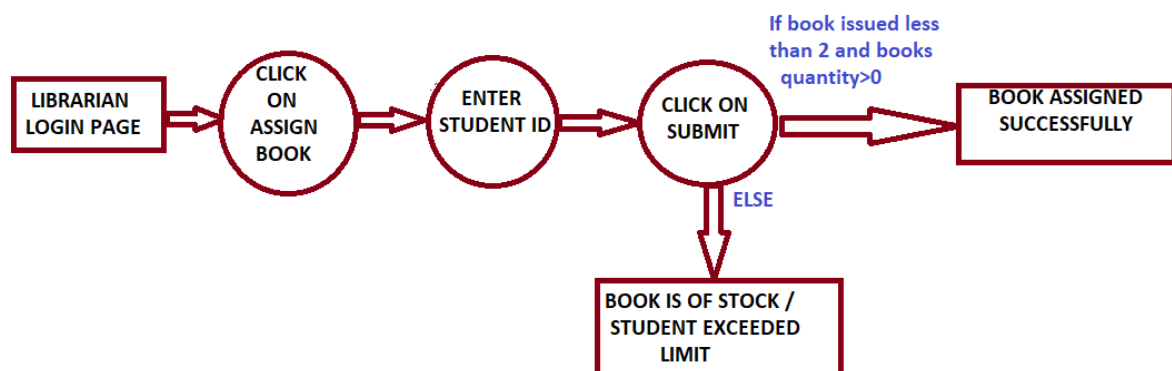 LIBRARIAN
LOGIN PAGE
CLICK
ON
ASSIGN
BOOK
ENTER
STUDENT ID
CLICK ON
SUBMIT
If book issued less
than 2 and books
quantity>0
BOOK ASSIGNED
SUCCESSFULLY
ELSE
BOOK IS OF STOCK /
STUDENT EXCEEDED
LIMIT